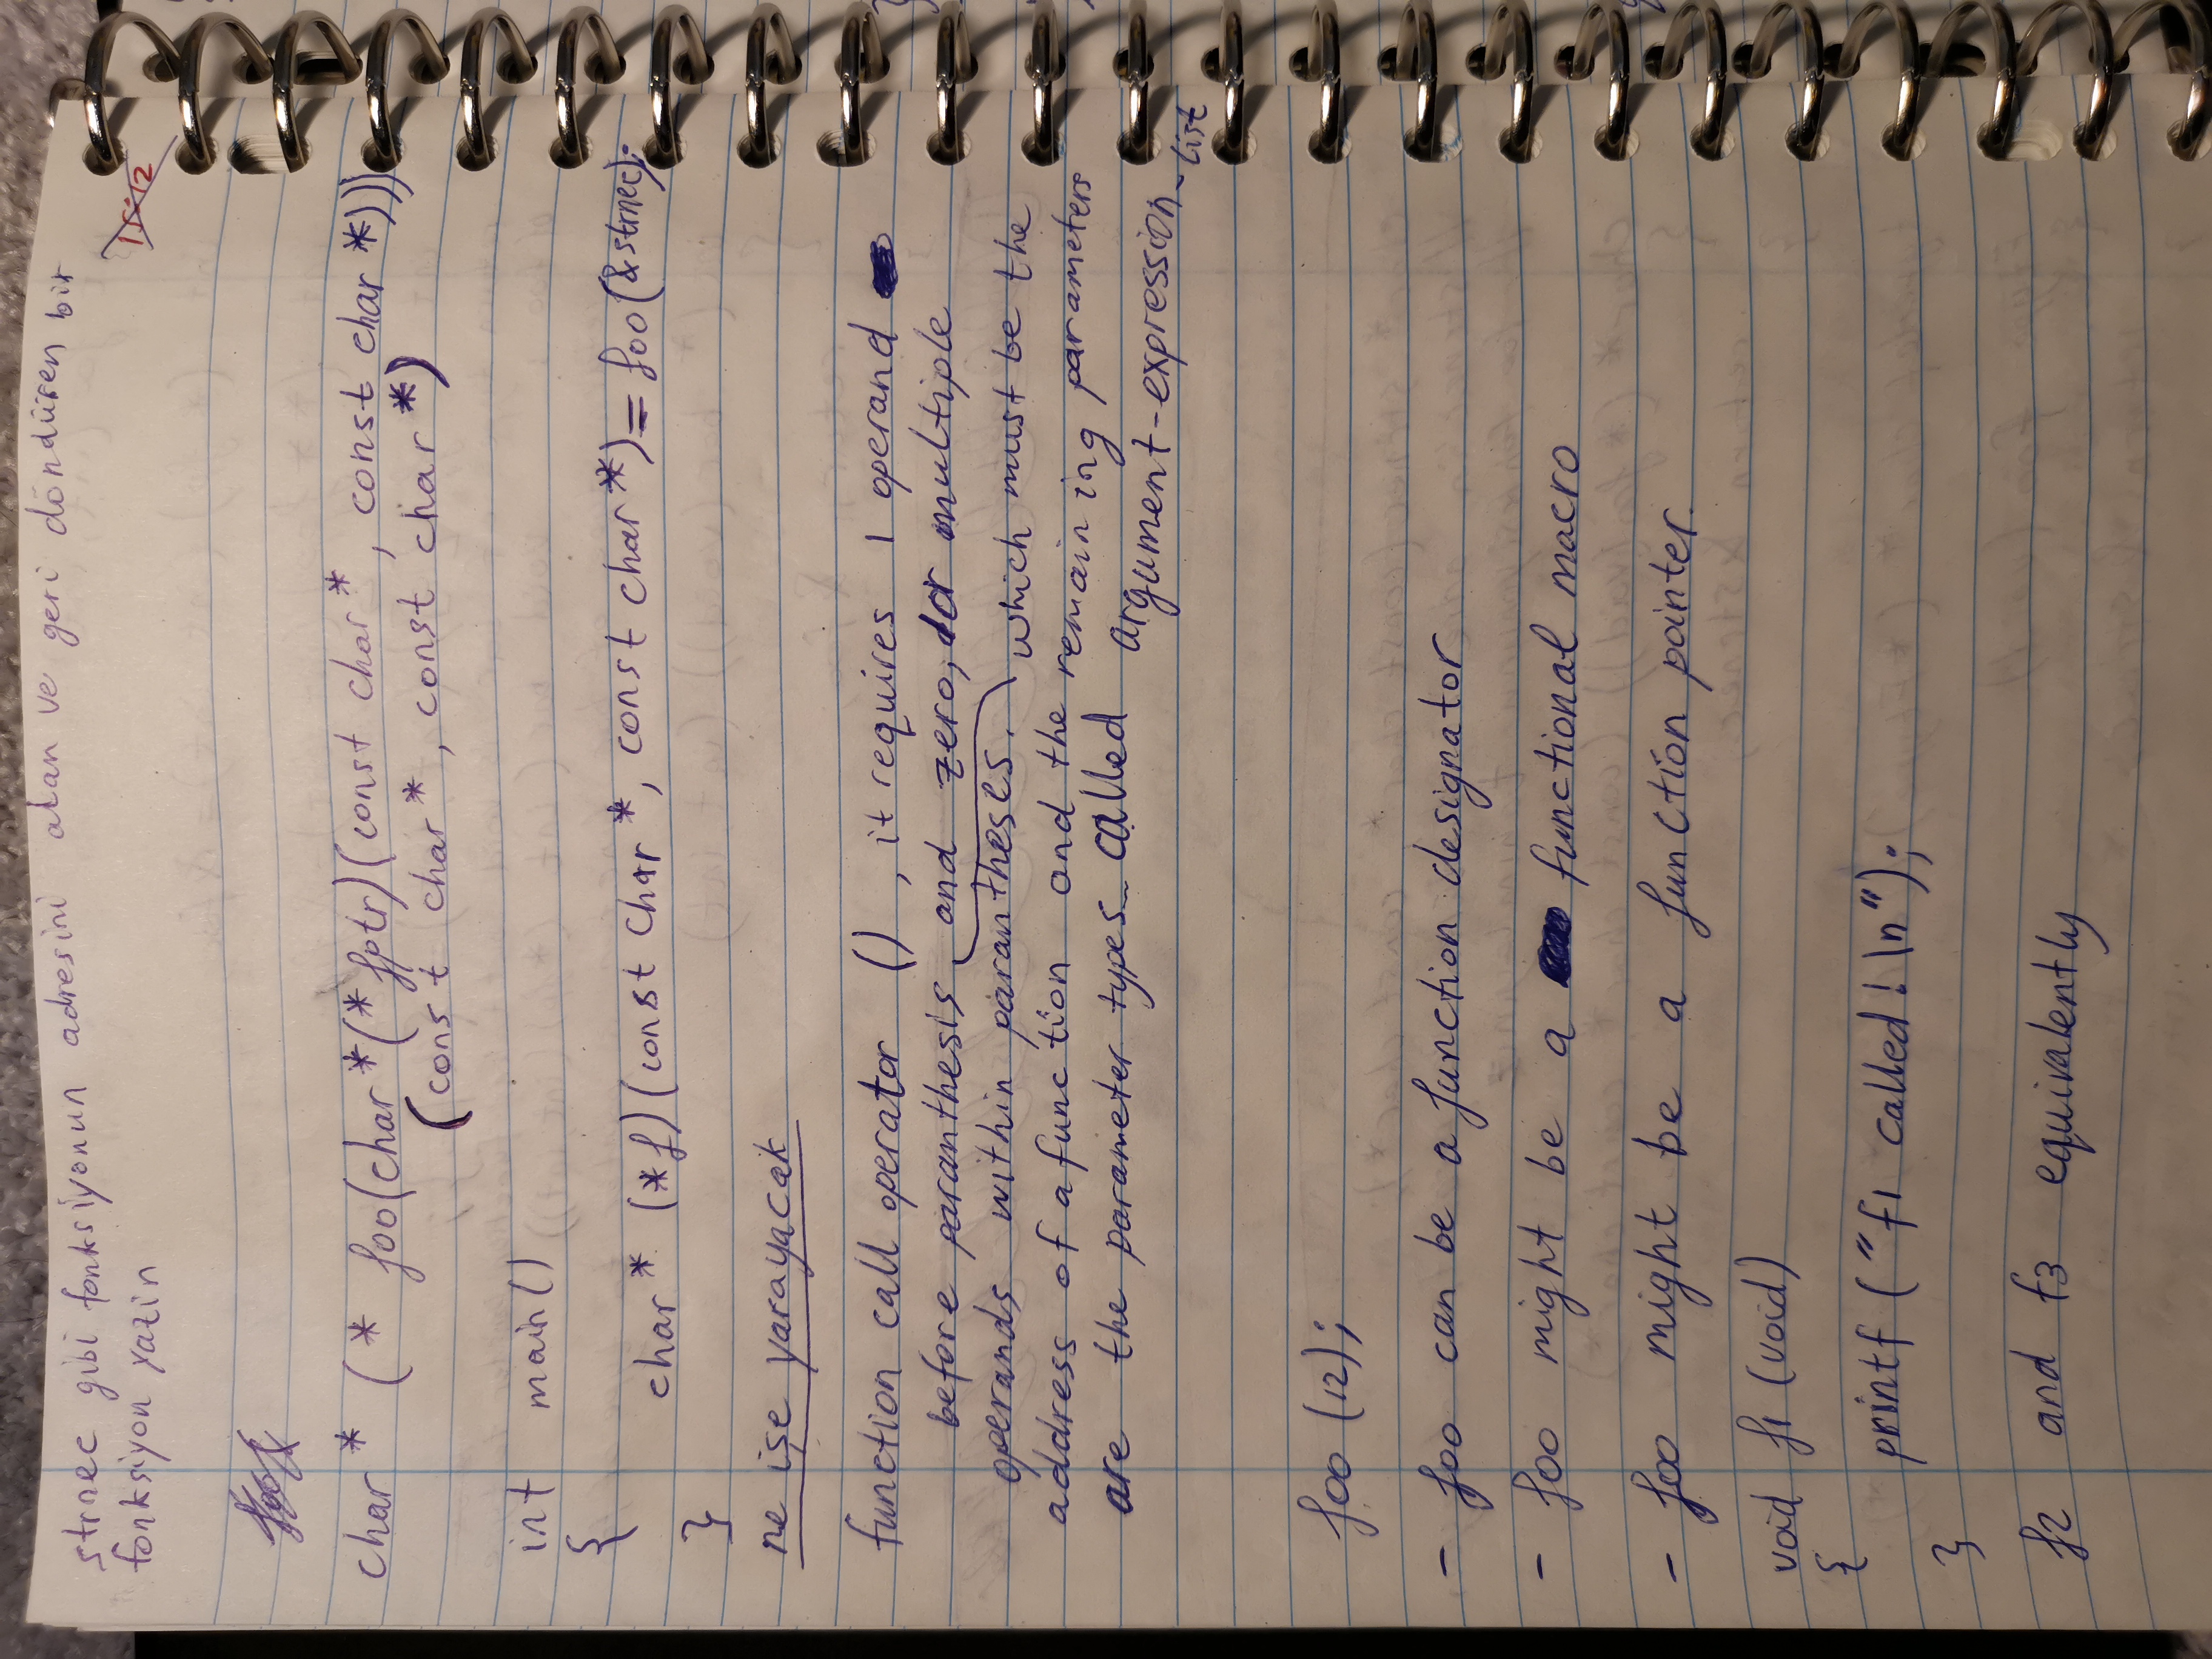 strnec gibi fonksiyonun adresini alan ve geri döndüren bir
fonksiyon yazin
15:12
char * ( * foo(char *(* fptr)(const char * , const char *)))
(const char * , const char *)
int main()
{
char * (*f)(const char *, const char *) = foo(&strnec);
}
ne işe yarayacak
function call operator () , it requires 1 operand
before paranthesis and zero, or multiple
operands within parantheses. which must be the
address of a function and the remaining parameters
are the parameter types called argument-expression-list
foo (12);
- foo can be a function designator
- foo might be a functional macro
- foo might be a function pointer.
void f1 (void)
{
printf ("f1 called! \n");
}
f2 and f3 equivalently